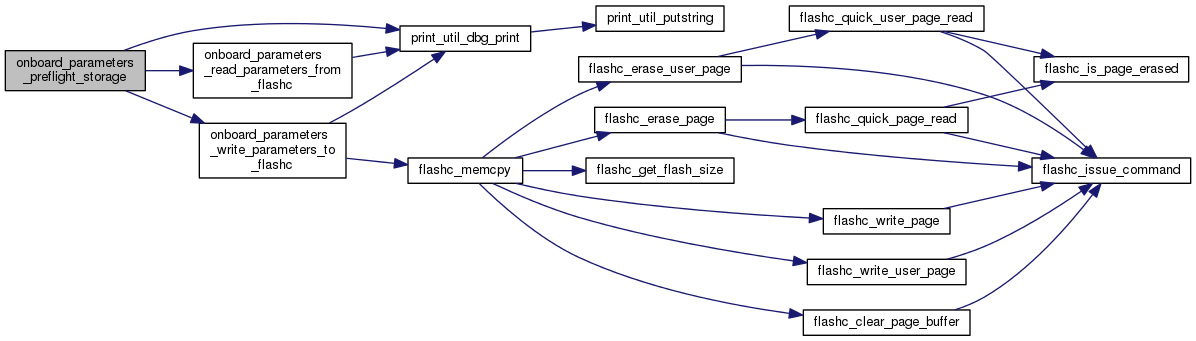 onboard_parameters
_preflight_storage
onboard_parameters
_read_parameters_from
_flashc
onboard_parameters
_write_parameters_to
_flashc
print_util_dbg_print
flashc_memcpy
print_util_putstring
flashc_erase_user_page
flashc_erase_page
flashc_get_flash_size
flashc_quick_user_page_read
flashc_quick_page_read
flashc_write_page
flashc_write_user_page
flashc_clear_page_buffer
flashc_is_page_erased
flashc_issue_command